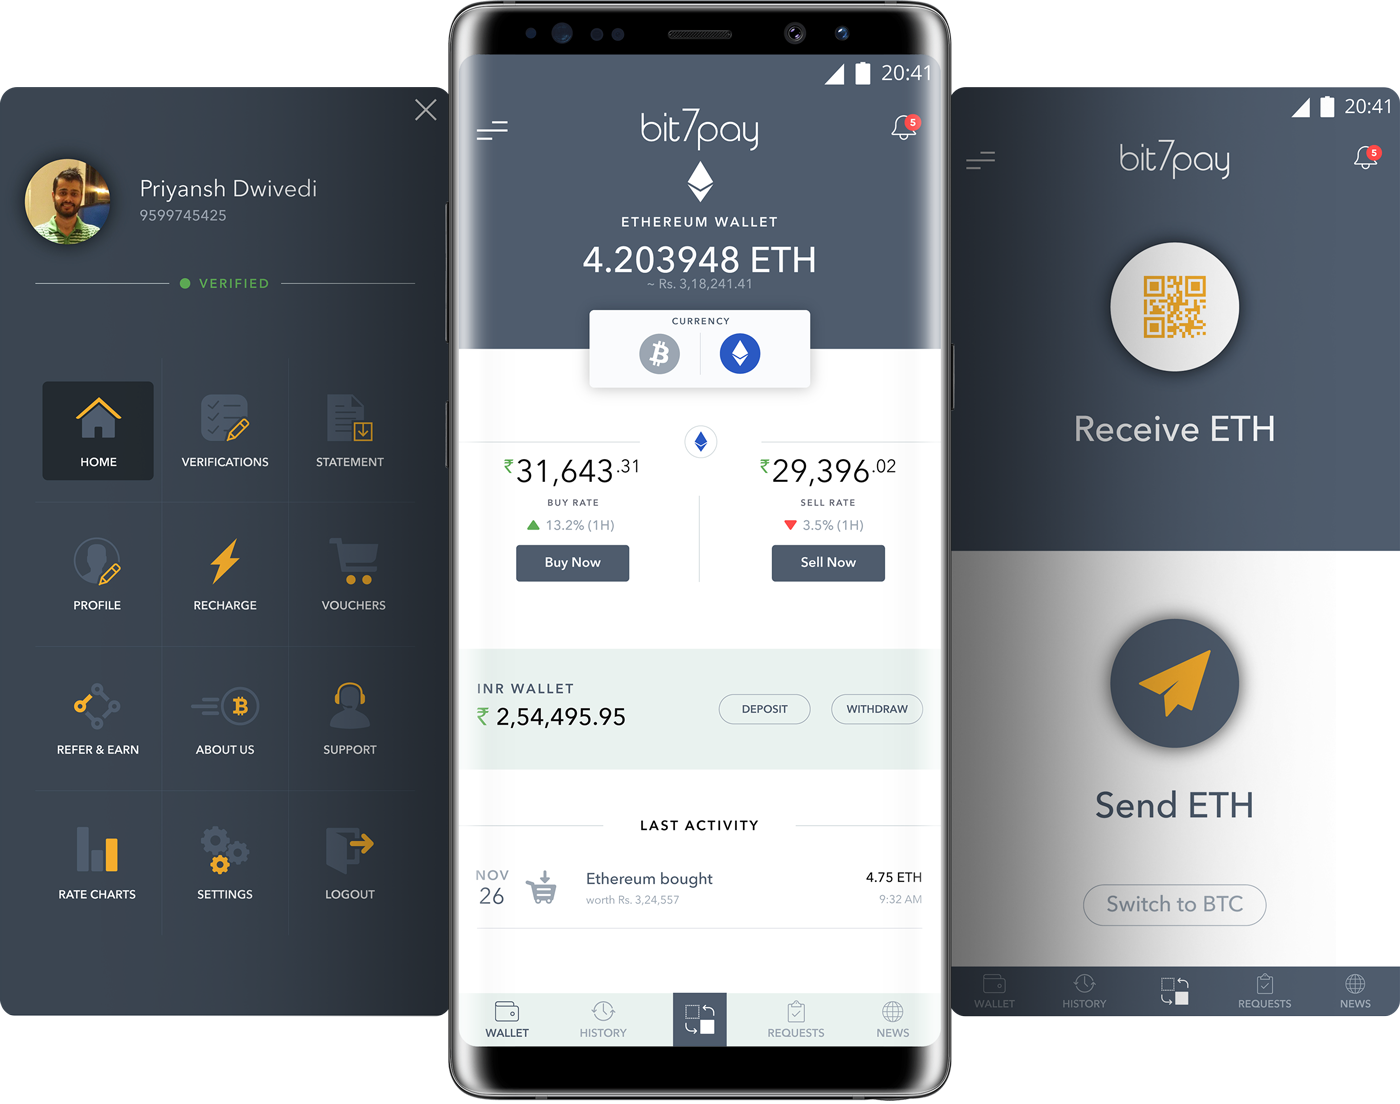 Priyansh Dwivedi
9599745425
VERIFIED
HOME
VERIFICATIONS
STATEMENT
PROFILE
RECHARGE
VOUCHERS
REFER & EARN
ABOUT US
SUPPORT
RATE CHARTS
SETTINGS
LOGOUT
20:41
bit7pay
5
ETHEREUM WALLET
4.203948 ETH
~ Rs. 3,18,241.41
CURRENCY
₹31,643.31
BUY RATE
13.2% (1H)
Buy Now
₹29,396.02
SELL RATE
3.5% (1H)
Sell Now
INR WALLET
₹ 2,54,495.95
DEPOSIT
WITHDRAW
LAST ACTIVITY
NOV
26
Ethereum bought
worth Rs. 3,24,557
4.75 ETH
9:32 AM
WALLET
HISTORY
REQUESTS
NEWS
20:41
bit7pay
5
Receive ETH
Send ETH
Switch to BTC
WALLET
HISTORY
REQUESTS
NEWS